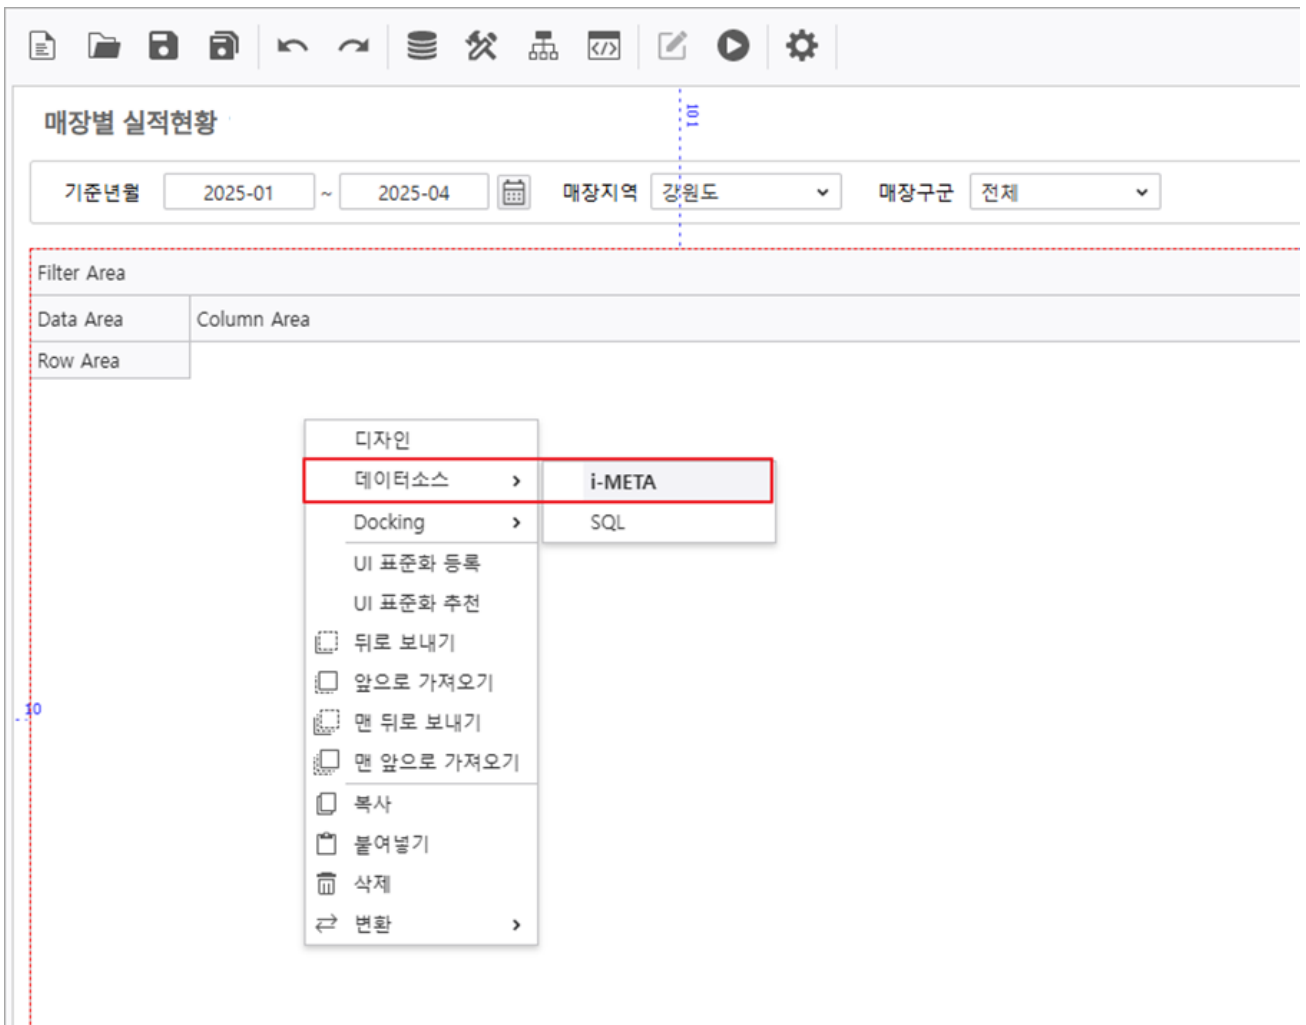 매장별 실적현황
101
기준년월 2025-01 ~ 2025-04 매장지역 강원도 매장구군 전체
Filter Area
Data Area Column Area
Row Area
디자인
데이터소스 i-META
Docking SQL
UI 표준화 등록
UI 표준화 추천
뒤로 보내기
앞으로 가져오기
10
맨 뒤로 보내기
맨 앞으로 가져오기
복사
붙여넣기
삭제
변환